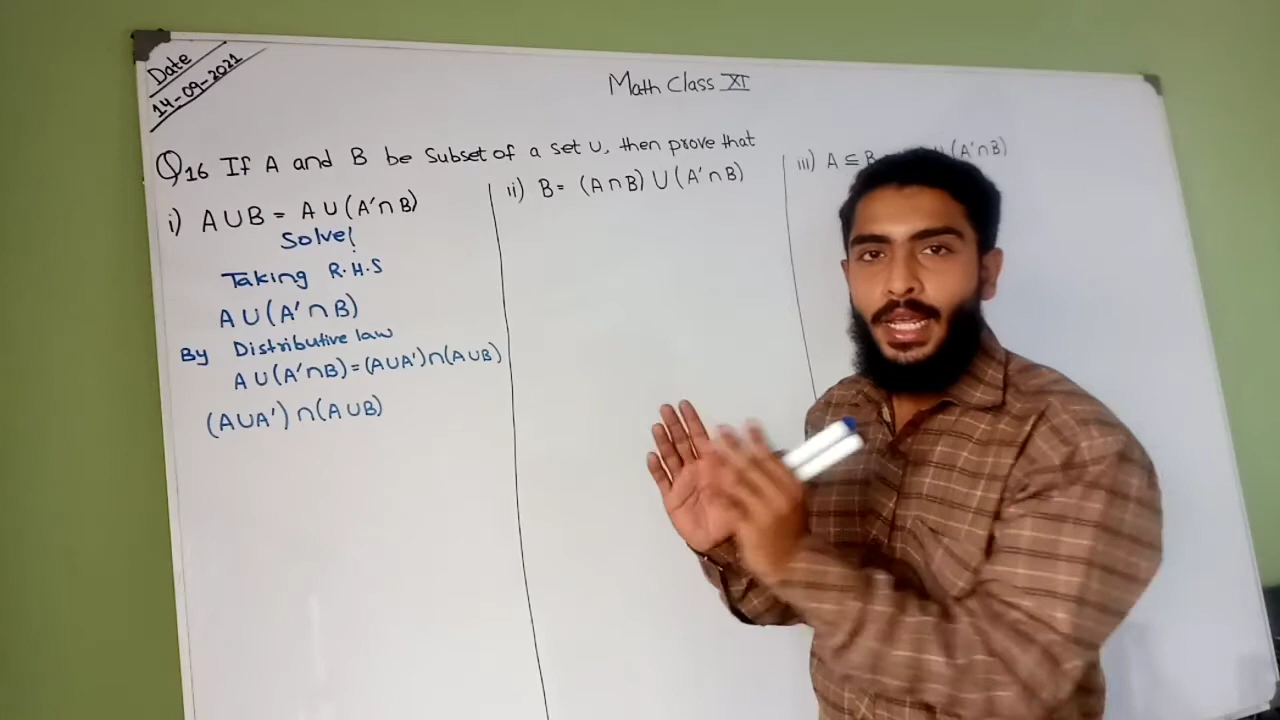 Date
14-09-2021
Math Class XI
Q16 If A and B be Subset of a set U, then prove that
i) A∪B = A∪(A'∩B)
Solve!
Taking R.H.S
A∪(A'∩B)
By Distributive law
A∪(A'∩B)=(A∪A')∩(A∪B)
(A∪A')∩(A∪B)
ii) B= (A∩B)∪(A'∩B)
iii) A⊆B (A'∩B)